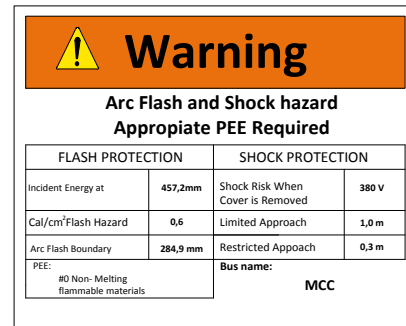 Warning
Arc Flash and Shock hazard
Appropiate PEE Required
FLASH PROTECTION SHOCK PROTECTION
Incident Energy at 457,2mm Shock Risk When Cover is Removed 380 V
Cal/cm²Flash Hazard 0,6 Limited Approach 1,0 m
Arc Flash Boundary 284,9 mm Restricted Appoach 0,3 m
PEE: Bus name:
#0 Non- Melting
flammable materials
MCC